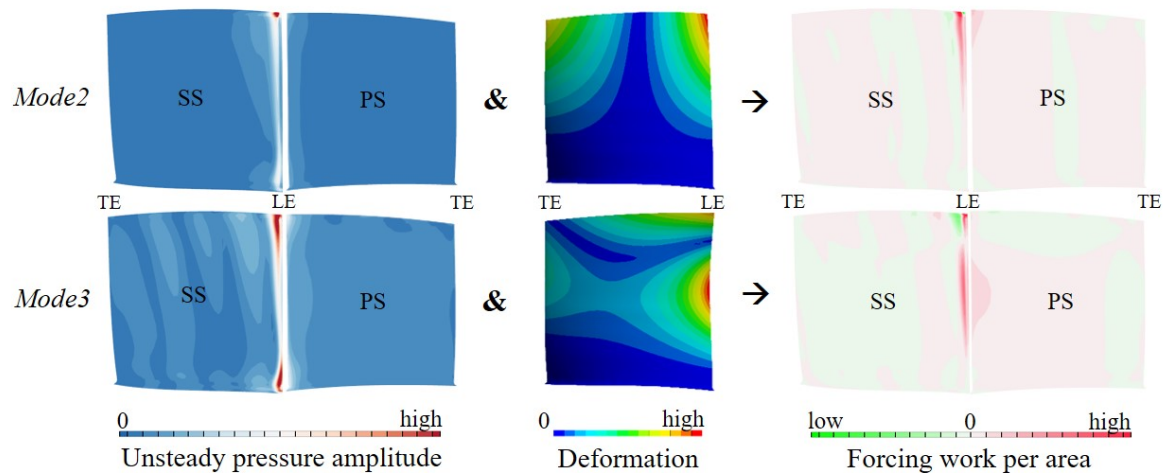 Mode2 SS PS & → SS PS
TE LE TE TE LE TE LE TE
Mode3 SS PS & → SS PS
0 high 0 high low 0 high
Unsteady pressure amplitude Deformation Forcing work per area